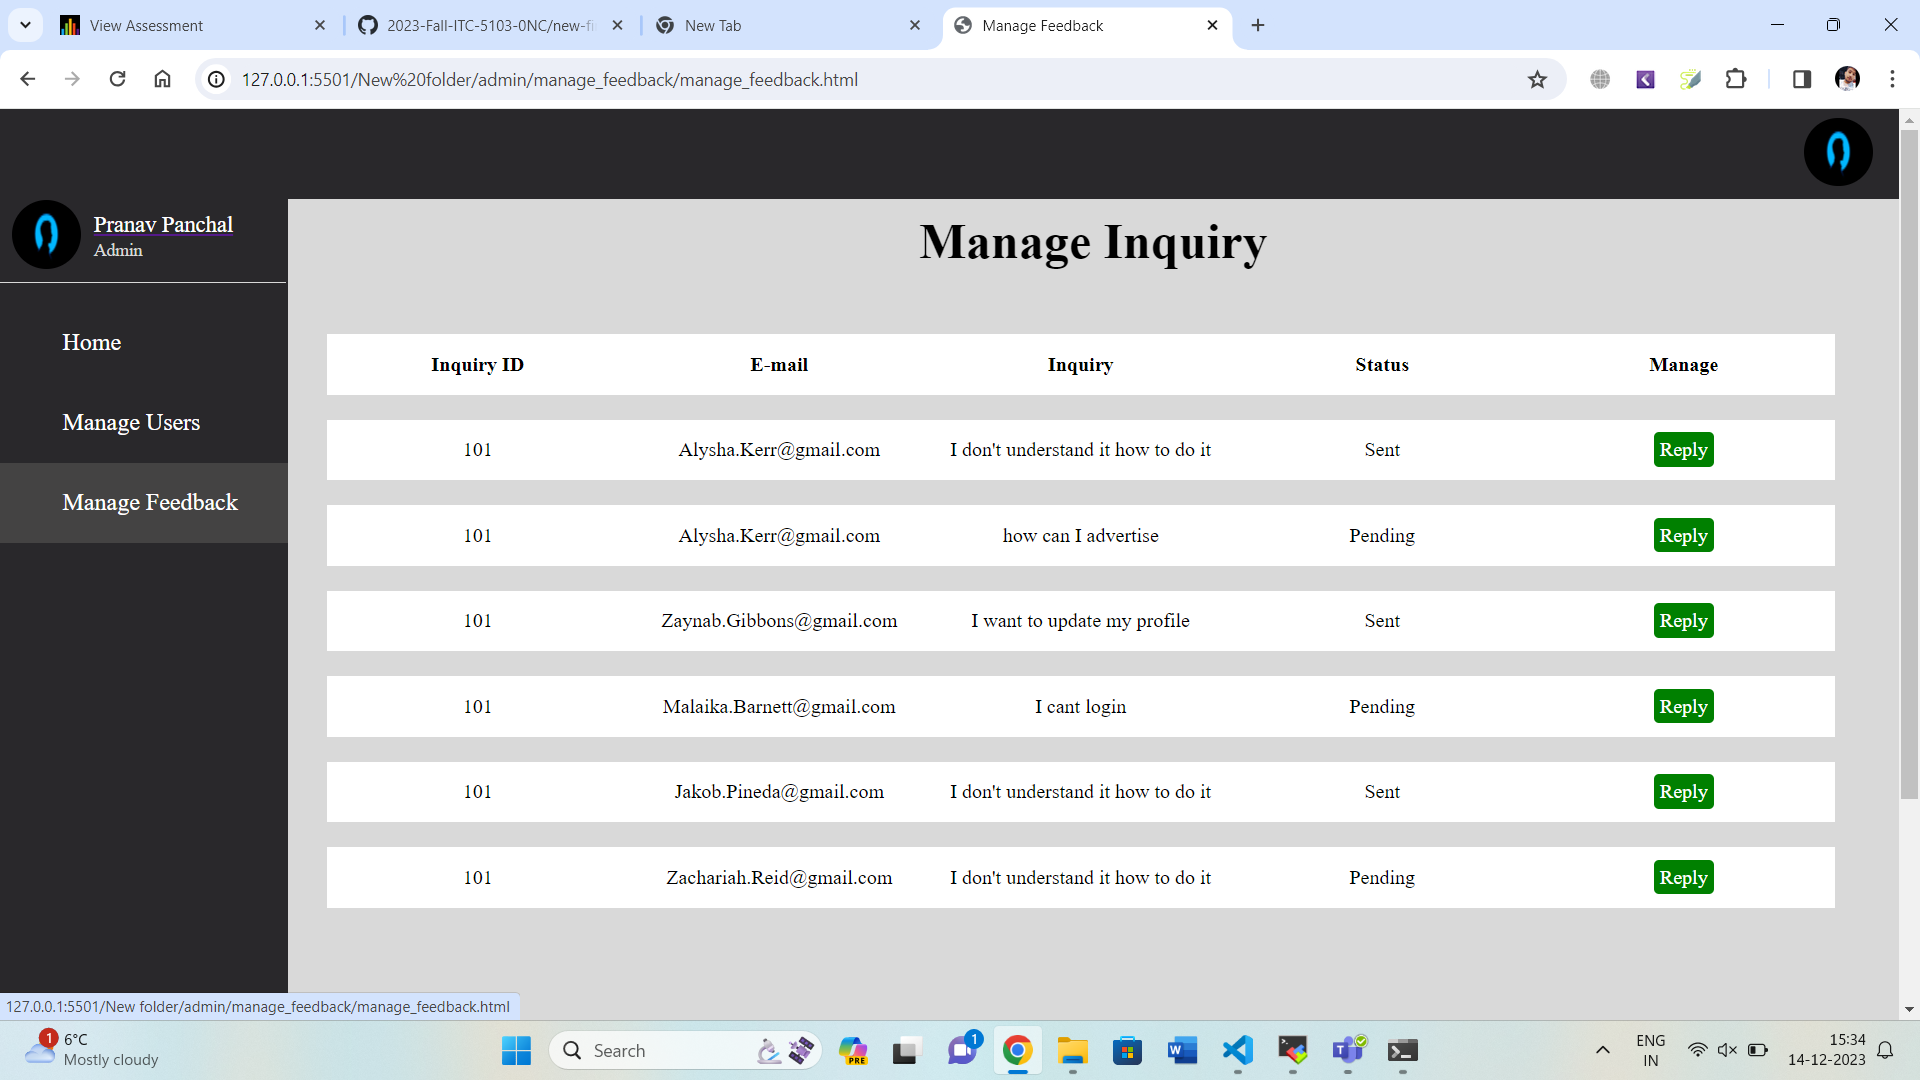 View Assessment
2023-Fall-ITC-5103-0NC/new-fi
New Tab
Manage Feedback
127.0.0.1:5501/New%20folder/admin/manage_feedback/manage_feedback.html
Pranav Panchal
Admin
Home
Manage Users
Manage Feedback
Manage Inquiry
Inquiry ID E-mail Inquiry Status Manage
101 Alysha.Kerr@gmail.com I don't understand it how to do it Sent Reply
101 Alysha.Kerr@gmail.com how can I advertise Pending Reply
101 Zaynab.Gibbons@gmail.com I want to update my profile Sent Reply
101 Malaika.Barnett@gmail.com I cant login Pending Reply
101 Jakob.Pineda@gmail.com I don't understand it how to do it Sent Reply
101 Zachariah.Reid@gmail.com I don't understand it how to do it Pending Reply
127.0.0.1:5501/New folder/admin/manage_feedback/manage_feedback.html
1
6°C
Mostly cloudy
Search
PRE
1
W
ENG
IN
15:34
14-12-2023